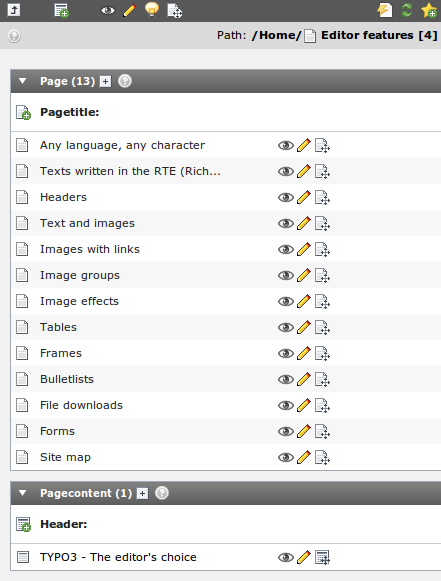 Path: /Home/ Editor features [4]
Page (13)
Pagetitle:
Any language, any character
Texts written in the RTE (Rich...
Headers
Text and images
Images with links
Image groups
Image effects
Tables
Frames
Bulletlists
File downloads
Forms
Site map
Pagecontent (1)
Header:
TYPO3 - The editor's choice